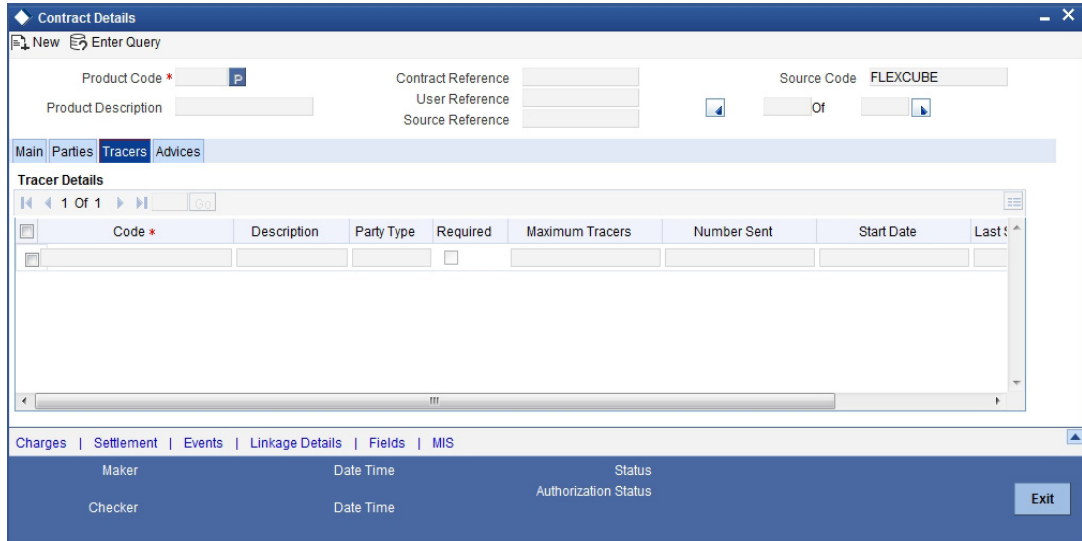 Contract Details
New Enter Query
Product Code * P Contract Reference Source Code FLEXCUBE
Product Description User Reference Of
Source Reference
Main Parties Tracers Advices
Tracer Details
1 Of 1 Go
Code * Description Party Type Required Maximum Tracers Number Sent Start Date Last
Charges | Settlement | Events | Linkage Details | Fields | MIS
Maker Date Time Status
Authorization Status
Checker Date Time
Exit